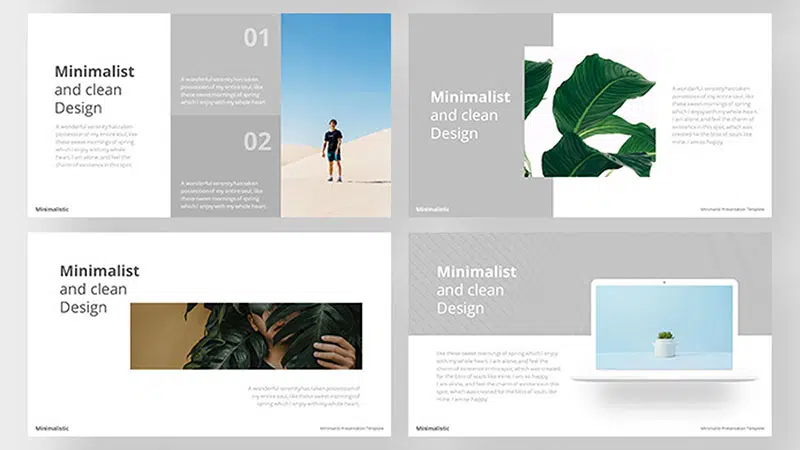 Minimalist
and clean
Design
A wonderful serenity has taken
possession of my entire soul, like
these sweet mornings of spring
which I enjoy with my whole
heart. I am alone, and feel the
charm of existence in this spot.
01
A wonderful serenity has taken
possession of my entire soul, like
these sweet mornings of spring
which I enjoy with my whole heart.
02
A wonderful serenity has taken
possession of my entire soul, like
these sweet mornings of spring
which I enjoy with my whole heart.
Minimalistic
Minimalist
and clean
Design
A wonderful serenity has taken
possession of my entire soul, like
these sweet mornings of spring
which I enjoy with my whole heart.
I am alone, and feel the charm of
existence in this spot, which was
created for the bliss of souls like
mine. I am so happy.
Minimalistic
Minimalist Presentation Template
Minimalist
and clean
Design
A wonderful serenity has taken possession of
my entire soul, like these sweet mornings of
spring which I enjoy with my whole heart.
Minimalistic
Minimalist Presentation Template
Minimalist
and clean
Design
like these sweet mornings of spring which I enjoy
with my whole heart. I am alone, and feel the
charm of existence in this spot, which was created
for the bliss of souls like mine. I am so happy.
I am alone, and feel the charm of existence in this
spot, which was created for the bliss of souls like
mine. I am so happy
Minimalistic
Minimalist Presentation Template